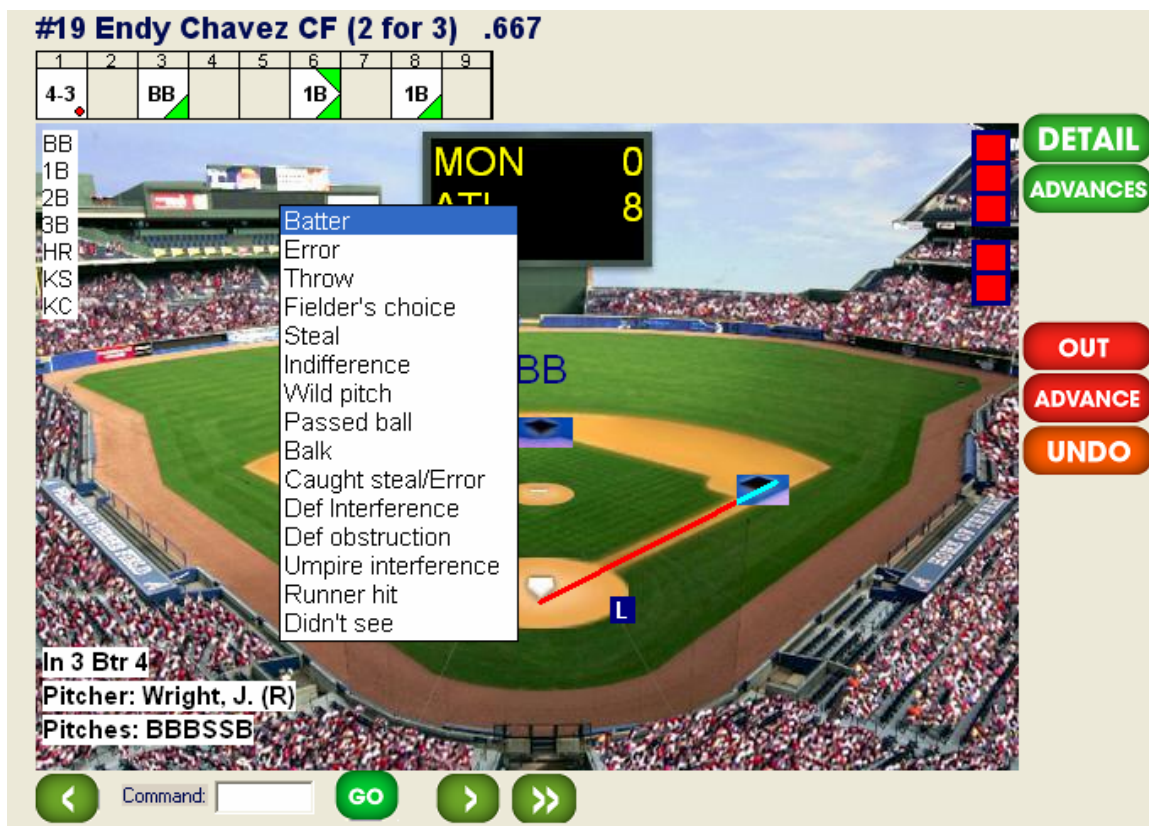 #19 Endy Chavez CF (2 for 3) .667
1 2 3 4 5 6 7 8 9
4-3 BB 1B 1B
BB
1B
2B
3B
HR
KS
KC
MON 0
ATL 8
DETAIL
ADVANCES
Batter
Error
Throw
Fielder's choice
Steal
Indifference
Wild pitch
Passed ball
Balk
Caught steal/Error
Def Interference
Def obstruction
Umpire interference
Runner hit
Didn't see
BB
OUT
ADVANCE
UNDO
L
In 3 Btr 4
Pitcher: Wright, J. (R)
Pitches: BBBSSB
Command:
GO